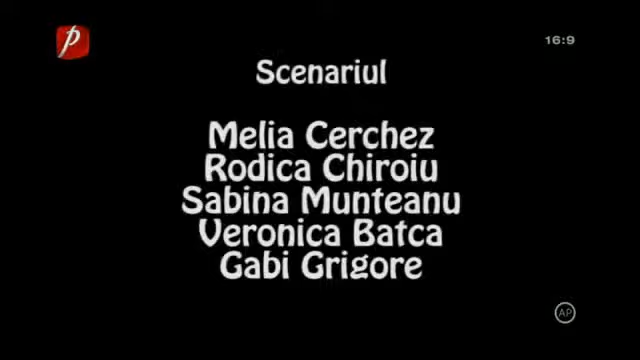 p
16:9
Scenariul
Melia Cerchez
Rodica Chiroiu
Sabina Munteanu
Veronica Batca
Gabi Grigore
AP